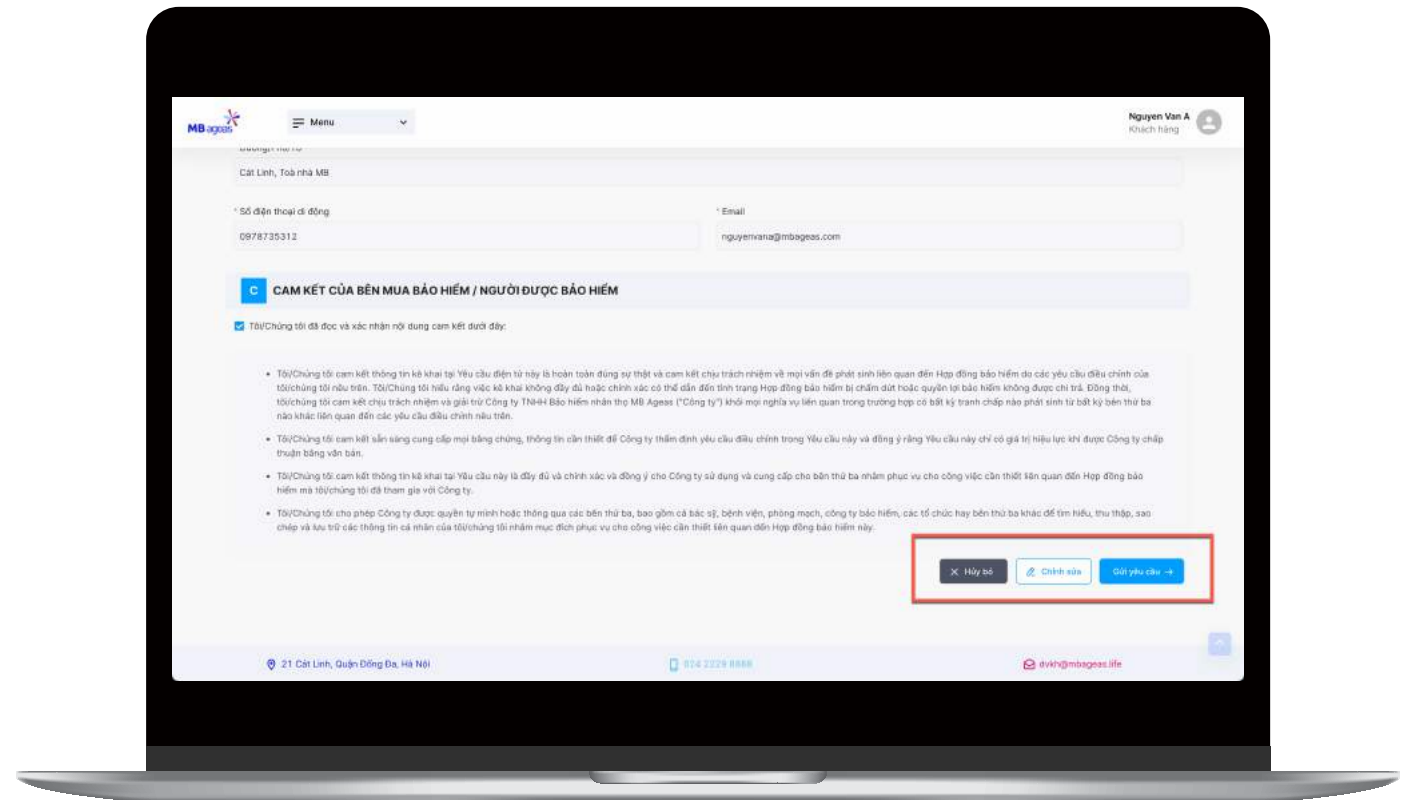 MB ageas
Menu
Nguyen Van A
Khách hàng
Cát Linh, Toà nhà MB
* Số điện thoại di động
* Email
0978735312
nguyenvana@mbageas.com
C CAM KẾT CỦA BÊN MUA BẢO HIỂM / NGƯỜI ĐƯỢC BẢO HIỂM
Tôi/Chúng tôi đã đọc và xác nhận nội dung cam kết dưới đây:
• Tôi/Chúng tôi cam kết thông tin kê khai tại Yêu cầu điện tử này là hoàn toàn đúng sự thật và cam kết chịu trách nhiệm về mọi vấn đề phát sinh liên quan đến Hợp đồng bảo hiểm do các yêu cầu điều chỉnh của
tôi/chúng tôi nêu trên. Tôi/Chúng tôi hiểu rằng việc kê khai không đầy đủ hoặc chính xác có thể dẫn đến tình trạng Hợp đồng bảo hiểm bị chấm dứt hoặc quyền lợi bảo hiểm không được chi trả. Đồng thời,
tôi/chúng tôi cam kết chịu trách nhiệm và giải trừ Công ty TNHH Bảo hiểm nhân thọ MB Ageas ("Công ty") khỏi mọi nghĩa vụ liên quan trong trường hợp có bất kỳ tranh chấp nào phát sinh từ bất kỳ bên thứ ba
nào khác liên quan đến các yêu cầu điều chỉnh nêu trên.
• Tôi/Chúng tôi cam kết sẵn sàng cung cấp mọi bằng chứng, thông tin cần thiết để Công ty thẩm định yêu cầu điều chỉnh trong Yêu cầu này và đồng ý rằng Yêu cầu này chỉ có giá trị hiệu lực khi được Công ty chấp
thuận bằng văn bản.
• Tôi/Chúng tôi cam kết thông tin kê khai tại Yêu cầu này là đầy đủ và chính xác và đồng ý cho Công ty sử dụng và cung cấp cho bên thứ ba nhằm phục vụ cho công việc cần thiết liên quan đến Hợp đồng bảo
hiểm mà tôi/chúng tôi đã tham gia với Công ty.
• Tôi/Chúng tôi cho phép Công ty được quyền tự mình hoặc thông qua các bên thứ ba, bao gồm cả bác sỹ, bệnh viện, phòng mạch, công ty bảo hiểm, các tổ chức hay bên thứ ba khác để tìm hiểu, thu thập, sao
chép và lưu trữ các thông tin cá nhân của tôi/chúng tôi nhằm mục đích phục vụ cho công việc cần thiết liên quan đến Hợp đồng bảo hiểm này.
Hủy bỏ
Chỉnh sửa
Gửi yêu cầu →
21 Cát Linh, Quận Đống Đa, Hà Nội
024 2229 8888
dvkh@mbageas.life